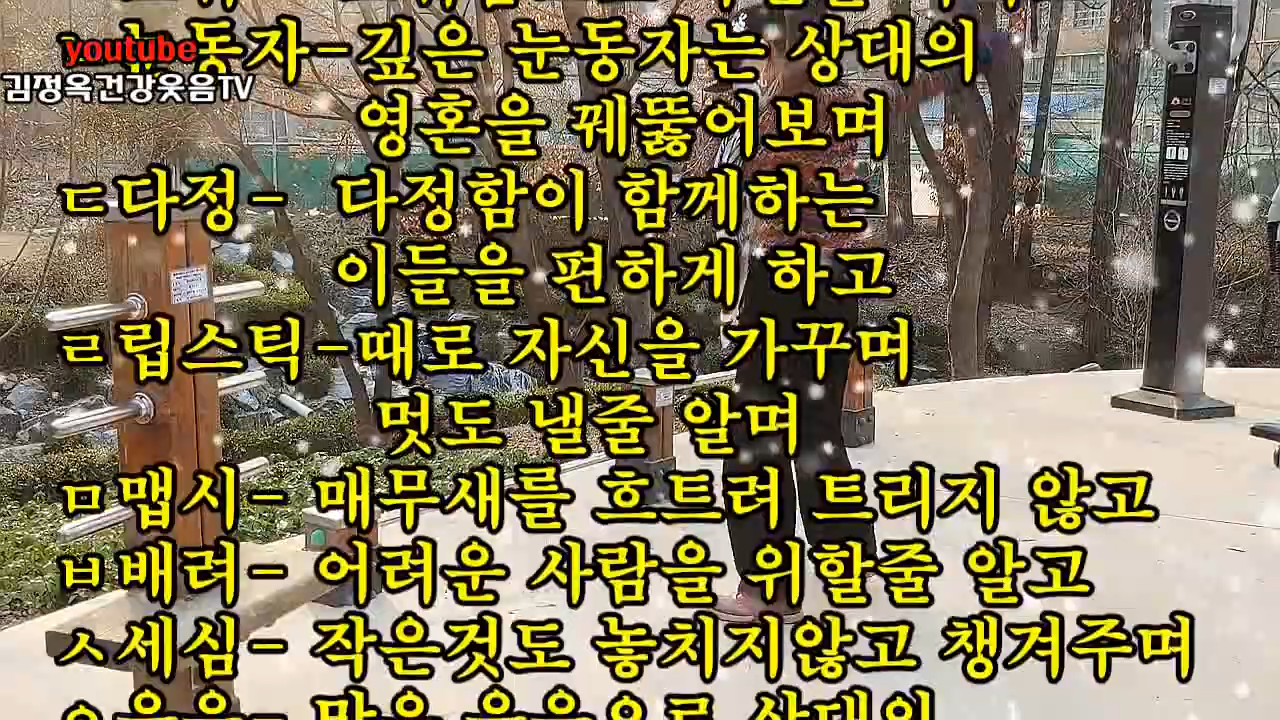 youtube
김정옥건강웃음TV
동자-깊은 눈동자는 상대의
영혼을 꿰뚫어보며
ㄷ다정- 다정함이 함께하는
이들을 편하게 하고
ㄹ립스틱-때로 자신을 가꾸며
멋도 낼줄 알며
ㅁ맵시- 매무새를 흐트려 트리지 않고
ㅂ배려- 어려운 사람을 위할줄 알고
ㅅ세심- 작은것도 놓치지않고 챙겨주며